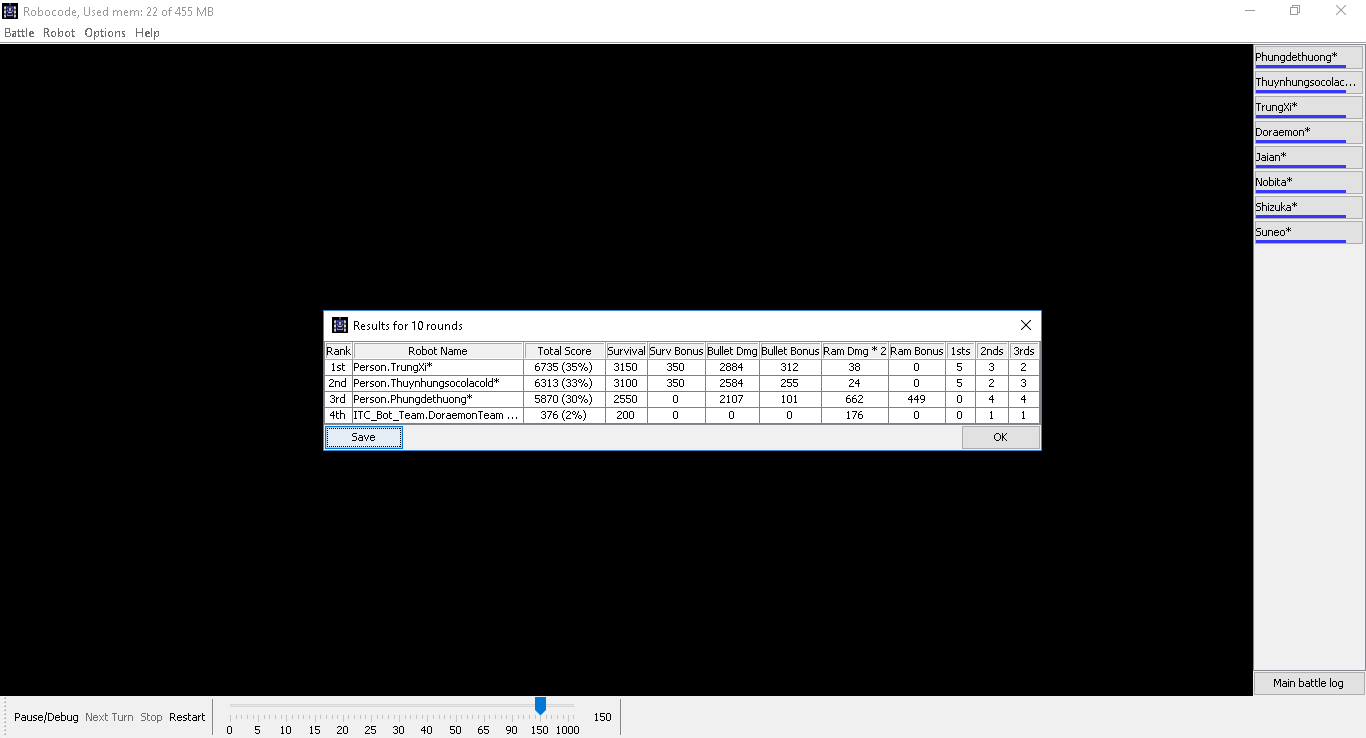 Robocode, Used mem: 22 of 455 MB
Battle Robot Options Help
Phungdethuong*
Thuynhungsocolac...
TrungXi*
Doraemon*
Jaian*
Nobita*
Shizuka*
Suneo*
Results for 10 rounds
Rank Robot Name Total Score Survival Surv Bonus Bullet Dmg Bullet Bonus Ram Dmg * 2 Ram Bonus 1sts 2nds 3rds
1st Person.TrungXi* 6735 (35%) 3150 350 2884 312 38 0 5 3 2
2nd Person.Thuynhungsocolacold* 6313 (33%) 3100 350 2584 255 24 0 5 2 3
3rd Person.Phungdethuong* 5870 (30%) 2550 0 2107 101 662 449 0 4 4
4th ITC_Bot_Team.DoraemonTeam ... 376 (2%) 200 0 0 0 176 0 0 1 1
Save OK
Main battle log
Pause/Debug Next Turn Stop Restart 150
0 5 10 15 20 25 30 40 50 65 90 150 1000